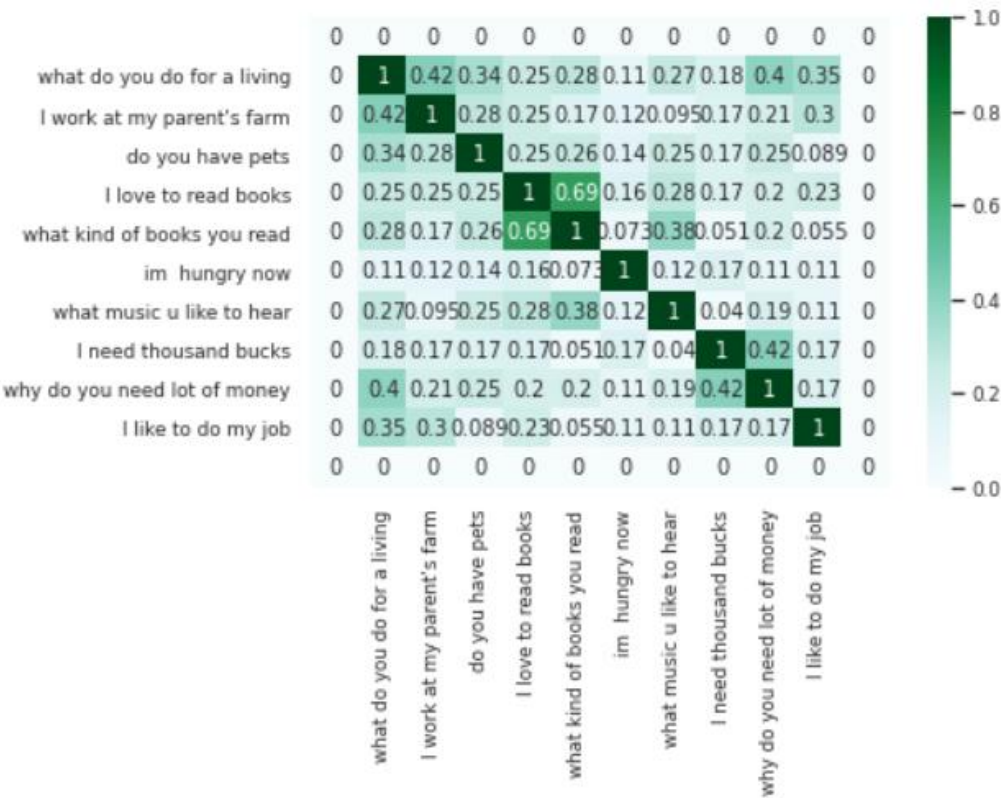 0 0 0 0 0 0 0 0 0 0 0 0
what do you do for a living 0 1 0.42 0.34 0.25 0.28 0.11 0.27 0.18 0.4 0.35 0
I work at my parent's farm 0 0.42 1 0.28 0.25 0.17 0.12 0.095 0.17 0.21 0.3 0
do you have pets 0 0.34 0.28 1 0.25 0.26 0.14 0.25 0.17 0.25 0.089 0
I love to read books 0 0.25 0.25 0.25 1 0.69 0.16 0.28 0.17 0.2 0.23 0
what kind of books you read 0 0.28 0.17 0.26 0.69 1 0.073 0.38 0.051 0.2 0.055 0
im hungry now 0 0.11 0.12 0.14 0.16 0.073 1 0.12 0.17 0.11 0.11 0
what music u like to hear 0 0.27 0.095 0.25 0.28 0.38 0.12 1 0.04 0.19 0.11 0
I need thousand bucks 0 0.18 0.17 0.17 0.17 0.051 0.17 0.04 1 0.42 0.17 0
why do you need lot of money 0 0.4 0.21 0.25 0.2 0.2 0.11 0.19 0.42 1 0.17 0
I like to do my job 0 0.35 0.3 0.089 0.23 0.055 0.11 0.11 0.17 0.17 1 0
0 0 0 0 0 0 0 0 0 0 0 0
what do you do for a living
I work at my parent's farm
do you have pets
I love to read books
what kind of books you read
im hungry now
what music u like to hear
I need thousand bucks
why do you need lot of money
I like to do my job
1.0
0.8
0.6
0.4
0.2
0.0